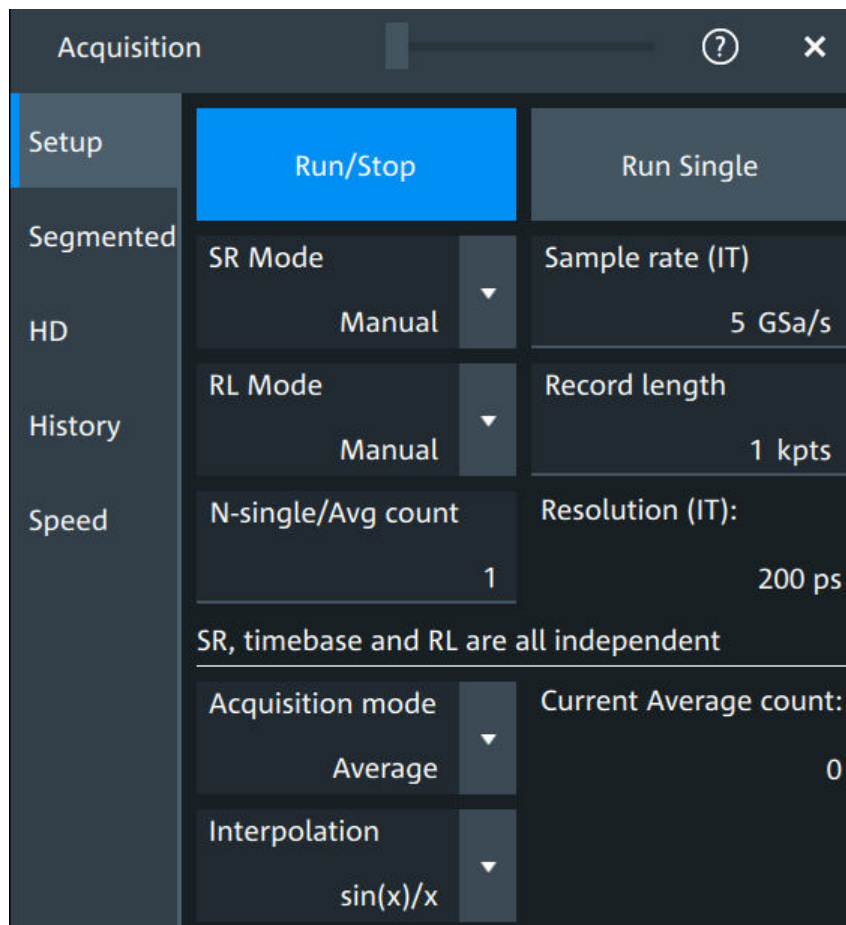 Acquisition
Setup
Segmented
HD
History
Speed
Run/Stop
Run Single
SR Mode
Manual
Sample rate (IT)
5 GSa/s
RL Mode
Manual
Record length
1 kpts
N-single/Avg count
1
Resolution (IT):
200 ps
SR, timebase and RL are all independent
Acquisition mode
Average
Current Average count:
0
Interpolation
sin(x)/x